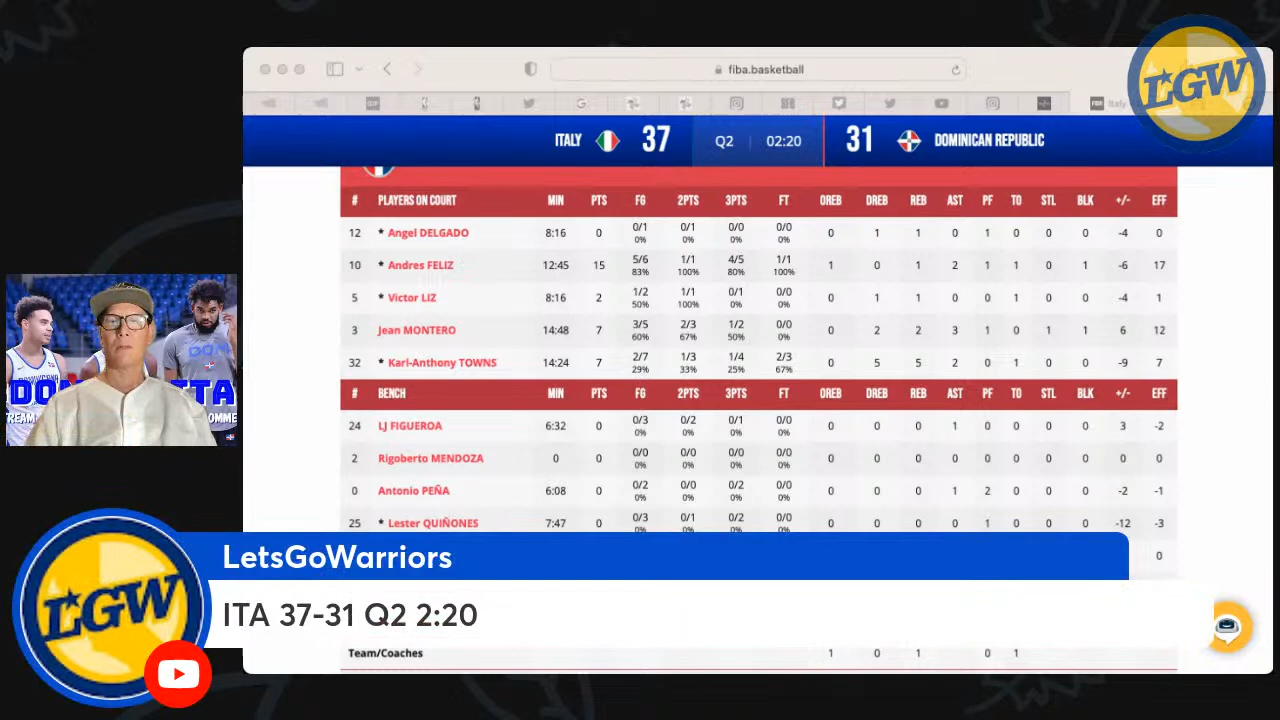 LGW
fiba.basketball
ITALY 37 Q2 02:20 31 DOMINICAN REPUBLIC
# PLAYERS ON COURT MIN PTS FG 2PTS 3PTS FT OREB DREB REB AST PF TO STL BLK +/- EFF
12 * Angel DELGADO 8:16 0 0/1 0% 0/1 0% 0/0 0% 0/0 0% 0 1 1 0 1 0 0 0 -4 0
10 * Andres FELIZ 12:45 15 5/6 83% 1/1 100% 4/5 80% 1/1 100% 1 0 1 2 1 1 0 1 -6 17
5 * Victor LIZ 8:16 2 1/2 50% 1/1 100% 0/1 0% 0/0 0% 0 1 1 0 0 1 0 0 -4 1
3 Jean MONTERO 14:48 7 3/5 60% 2/3 67% 1/2 50% 0/0 0% 0 2 2 3 1 0 1 1 6 12
32 * Karl-Anthony TOWNS 14:24 7 2/7 29% 1/3 33% 1/4 25% 2/3 67% 0 5 5 2 0 1 0 0 -9 7
# BENCH MIN PTS FG 2PTS 3PTS FT OREB DREB REB AST PF TO STL BLK +/- EFF
24 LJ FIGUEROA 6:32 0 0/3 0% 0/2 0% 0/1 0% 0/0 0% 0 0 0 1 0 0 0 0 3 -2
2 Rigoberto MENDOZA 0 0 0/0 0% 0/0 0% 0/0 0% 0/0 0% 0 0 0 0 0 0 0 0 0 0
0 Antonio PEÑA 6:08 0 0/2 0% 0/0 0% 0/2 0% 0/0 0% 0 0 0 1 2 0 0 0 -2 -1
25 * Lester QUIÑONES 7:47 0 0/3 0% 0/1 0% 0/2 0% 0/0 0% 0 0 0 0 1 0 0 0 -12 -3
0
LetsGoWarriors
LGW
ITA 37-31 Q2 2:20
Team/Coaches 1 0 1 0 1